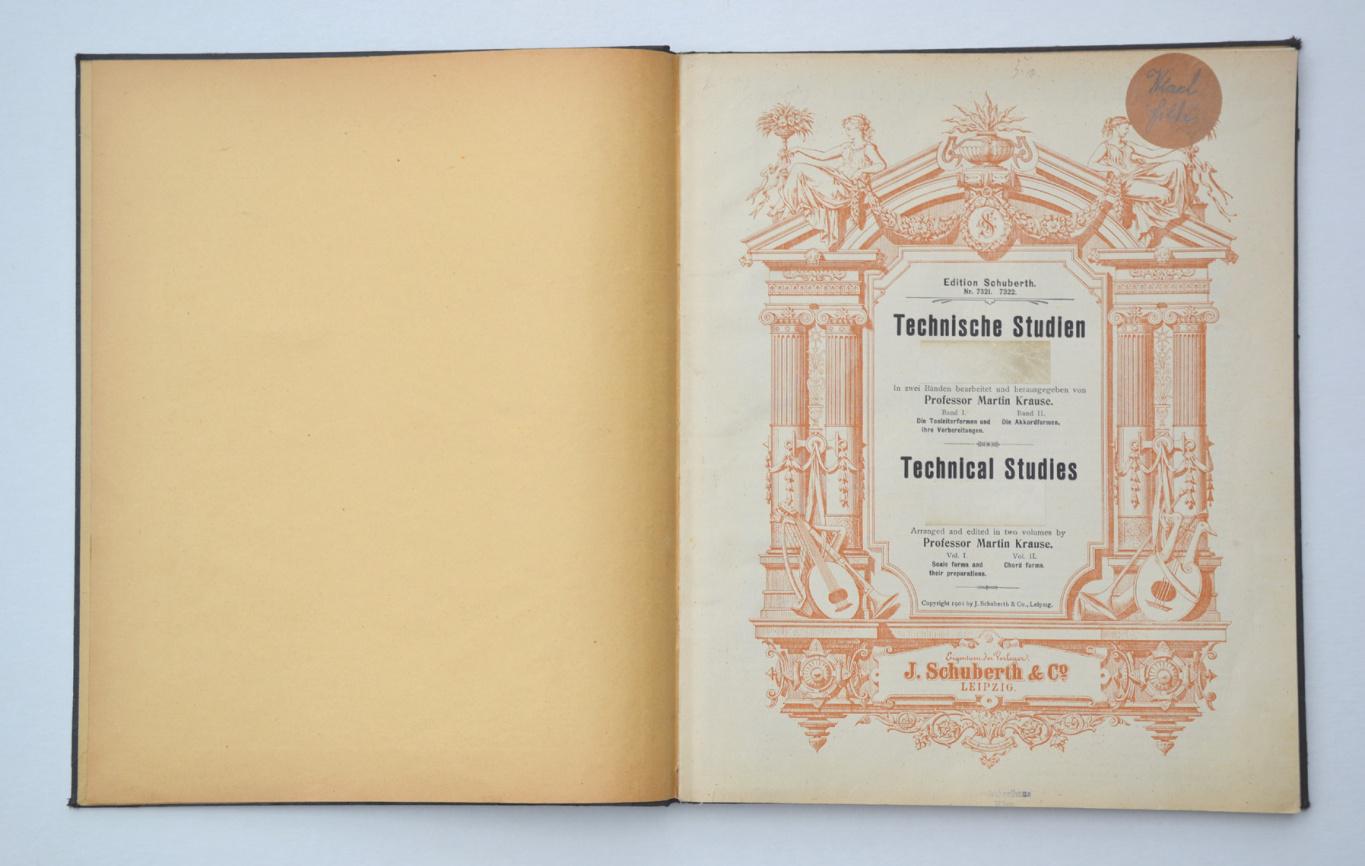 Edition Schuberth.
Nr. 7321. 7322.
Technische Studien
In zwei Bänden bearbeitet und herausgegeben von
Professor Martin Krause.
Band I. Band II.
Die Tonleiterformen und Die Akkordformen.
ihre Vorbereitungen.
Technical Studies
Arranged and edited in two volumes by
Professor Martin Krause.
Vol. I. Vol. II.
Scale forms and Chord forms.
their preparations.
Copyright 1901 by J. Schuberth & Co., Leipzig.
Eigentum der Verleger.
J. Schuberth & Co.
LEIPZIG.